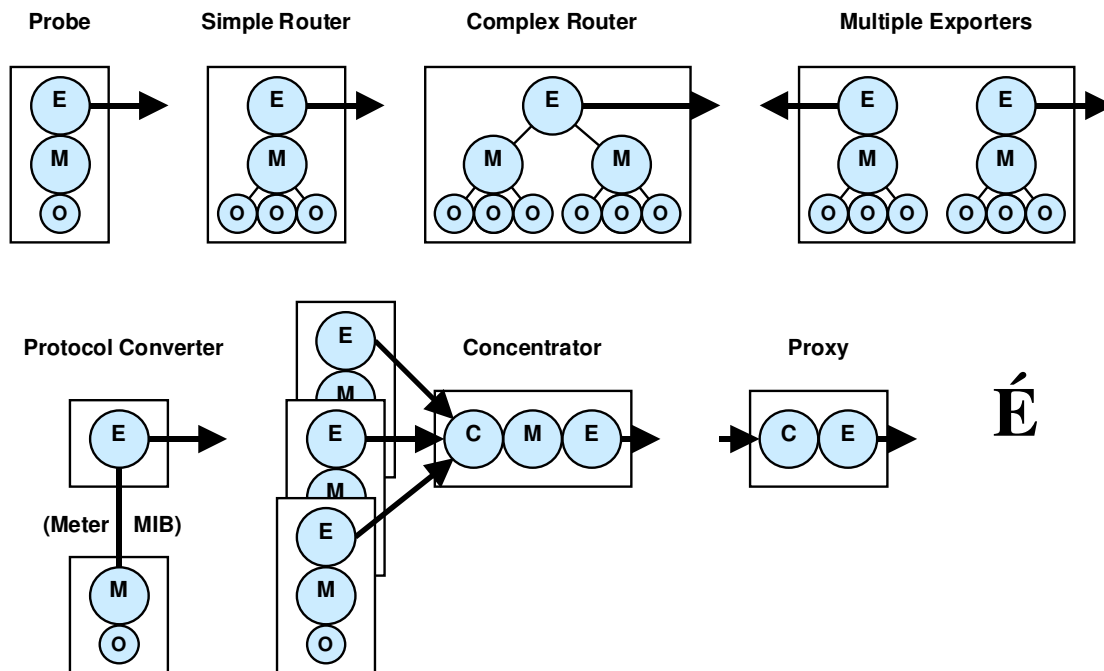 Probe
Simple Router
Complex Router
Multiple Exporters
E
E
E
E
E
M
M
M
M
M
M
O
O O O
O O O
O O O
O O O
O O O
Protocol Converter
Concentrator
Proxy
É
E
M
E
M
E
M
O
E
C M E
C E
(Meter MIB)
M
O